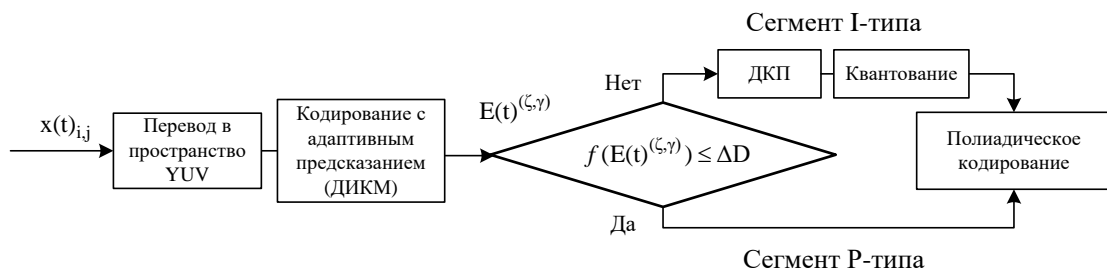 Сегмент I-типа
Нет
ДКП
Квантование
x(t)i,j
Перевод в
пространство
YUV
Кодирование с
адаптивным
предсказанием
(ДИКМ)
E(t)(ζ,γ)
f(E(t)(ζ,γ)) ≤ ΔD
Полиадическое
кодирование
Да
Сегмент P-типа